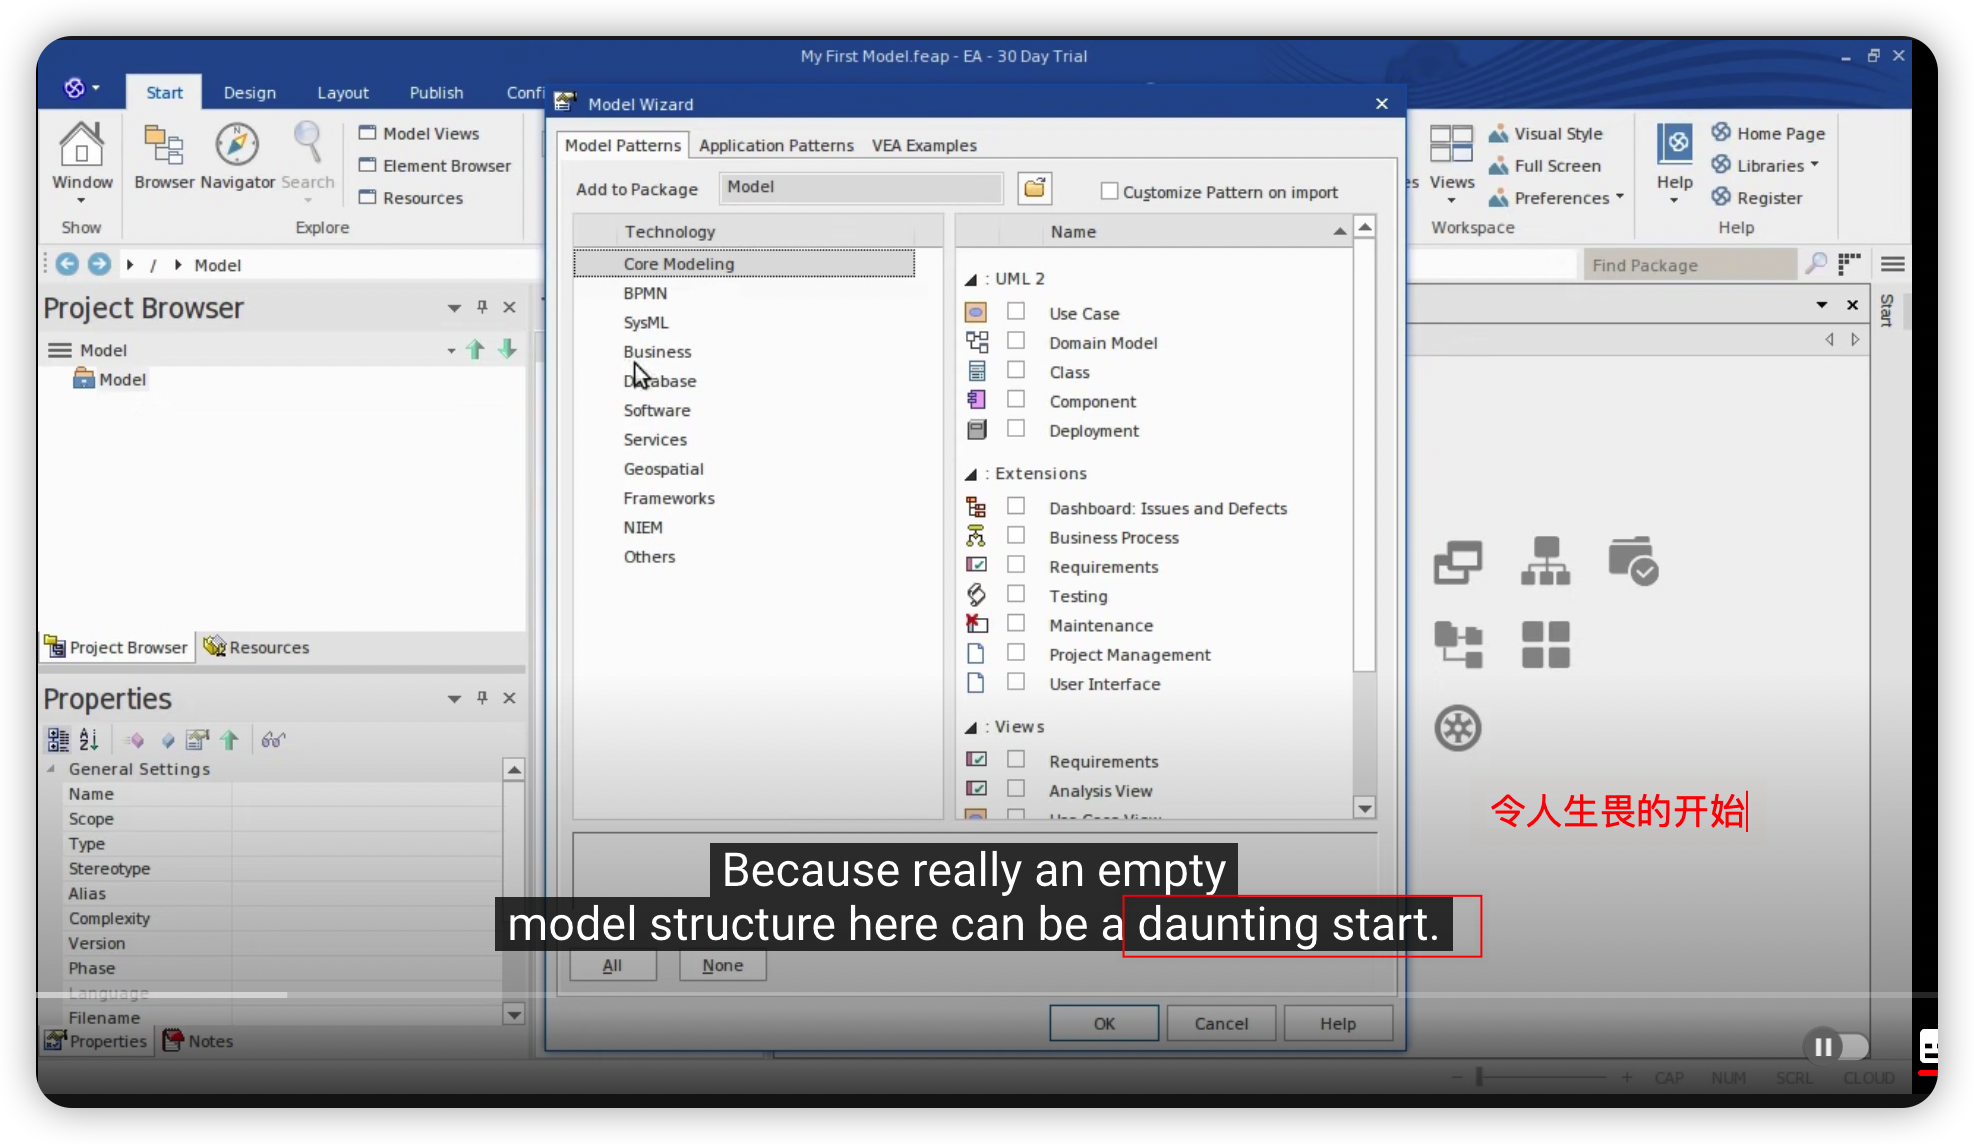 My First Model.feap - EA - 30 Day Trial
Start
Design
Layout
Publish
Confi
Window
Show
Browser
Navigator
Search
Model Views
Element Browser
Resources
Explore
es
Views
Visual Style
Full Screen
Preferences
Workspace
Help
Home Page
Libraries
Register
Help
/ Model
Find Package
Project Browser
Model
Model
Project Browser
Resources
Properties
General Settings
Name
Scope
Type
Stereotype
Alias
Complexity
Version
Phase
Language
Filename
Properties
Notes
Model Wizard
Model Patterns
Application Patterns
VEA Examples
Add to Package
Model
Customize Pattern on import
Technology
Core Modeling
BPMN
SysML
Business
Database
Software
Services
Geospatial
Frameworks
NIEM
Others
Name
: UML 2
Use Case
Domain Model
Class
Component
Deployment
: Extensions
Dashboard: Issues and Defects
Business Process
Requirements
Testing
Maintenance
Project Management
User Interface
: Views
Requirements
Analysis View
Use Case View
All
None
OK
Cancel
Help
Start
令人生畏的开始
Because really an empty
model structure here can be a daunting start.
CAP
NUM
SCRL
CLOUD